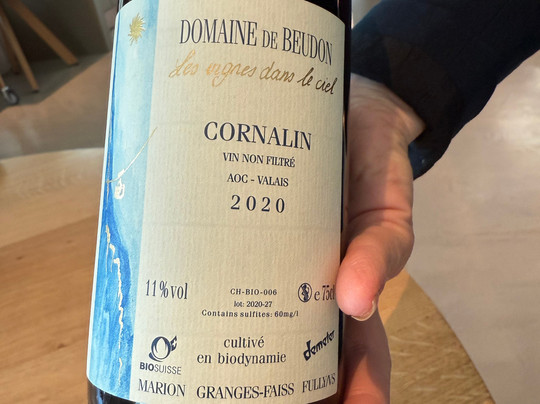 DOMAINE DE BEUDON
Les vignes dans le ciel
CORNALIN
VIN NON FILTRÉ
AOC - VALAIS
2020
11%vol
CH-BIO-006
lot: 2020-27
Contains sulfites: 60mg/l
e 75cl
BIOSUISSE
cultivé
en biodynamie
demeter
MARION GRANGES-FAISS FULLY/VS